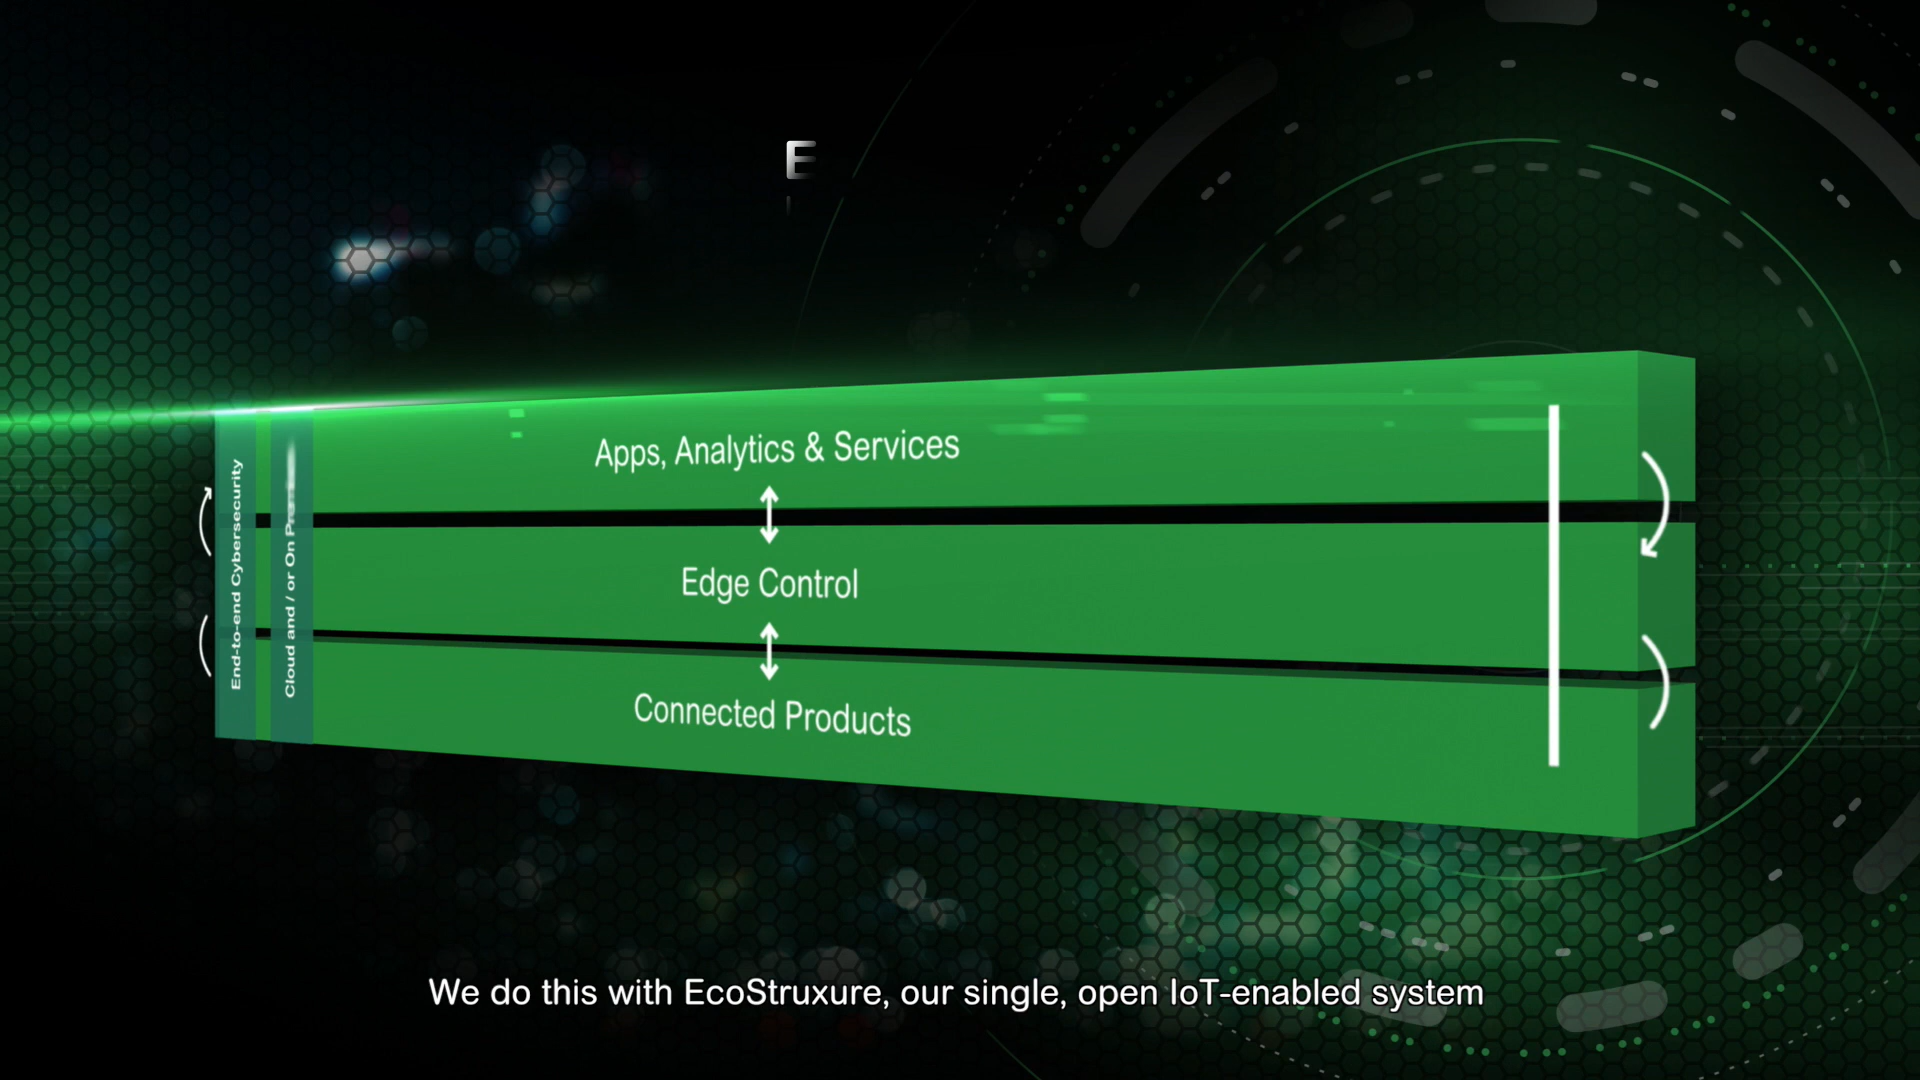 E
Apps, Analytics & Services
Edge Control
Connected Products
End-to-end Cybersecurity
Cloud and / or On
We do this with EcoStruxure, our single, open IoT-enabled system